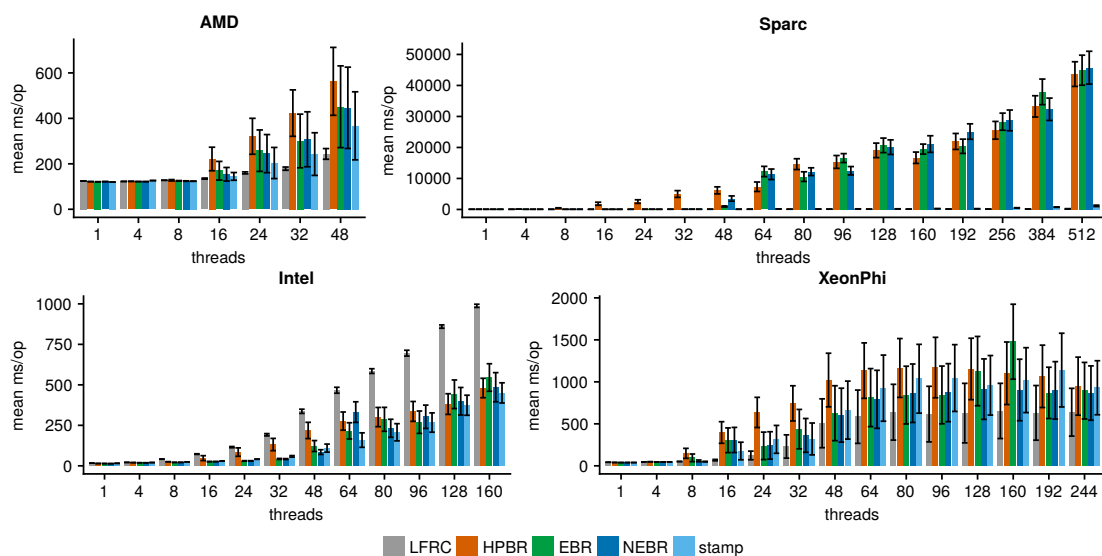 AMD
mean ms/op
600
400
200
0
1 4 8 16 24 32 48
threads
Sparc
mean ms/op
50000
40000
30000
20000
10000
0
1 4 8 16 24 32 48 64 80 96 128 160 192 256 384 512
threads
Intel
mean ms/op
1000
750
500
250
0
1 4 8 16 24 32 48 64 80 96 128 160
threads
XeonPhi
mean ms/op
2000
1500
1000
500
0
1 4 8 16 24 32 48 64 80 96 128 160 192 244
threads
LFRC HPBR EBR NEBR stamp